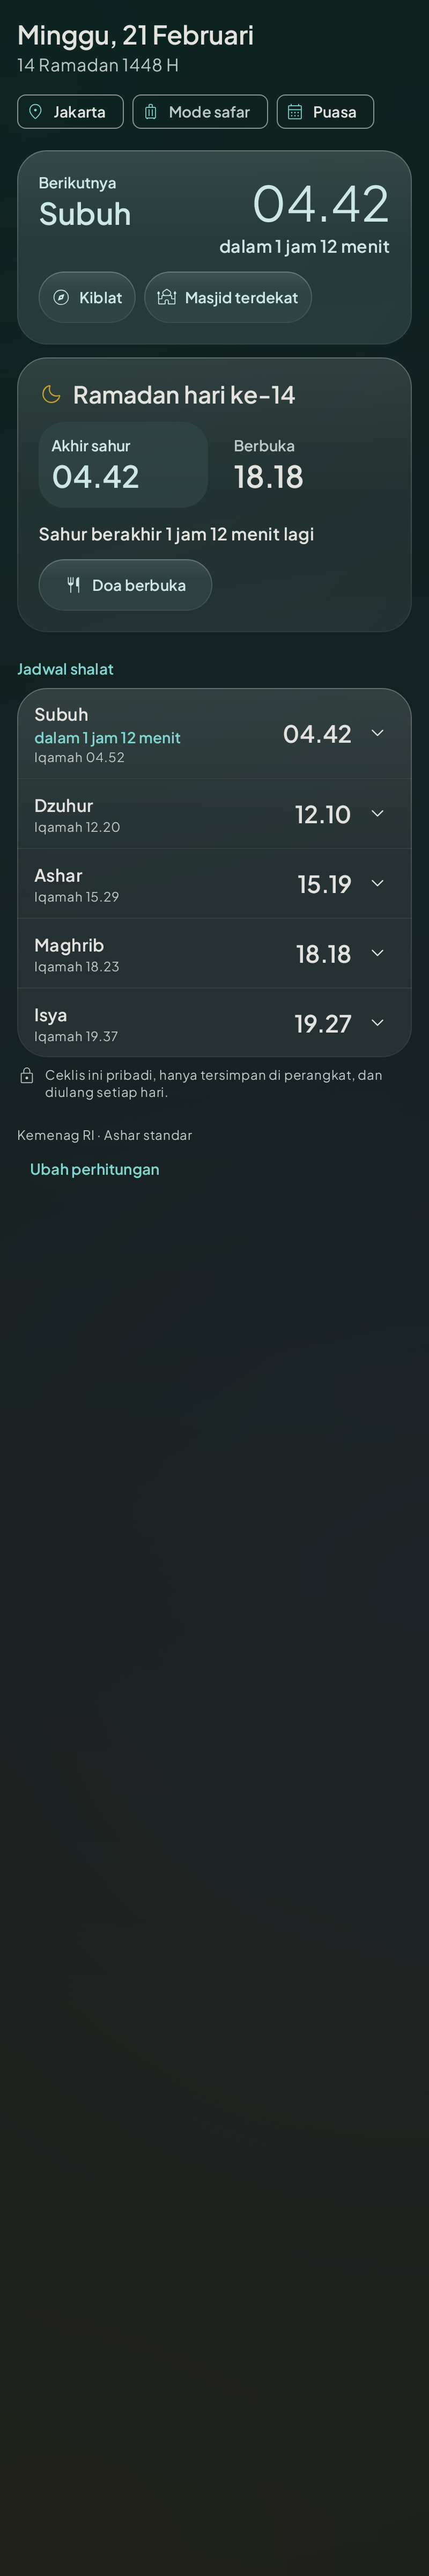 Minggu, 21 Februari
14 Ramadan 1448 H
Jakarta
Mode safar
Puasa
Berikutnya
Subuh
04.42
dalam 1 jam 12 menit
Kiblat
Masjid terdekat
Ramadan hari ke-14
Akhir sahur
04.42
Berbuka
18.18
Sahur berakhir 1 jam 12 menit lagi
Doa berbuka
Jadwal shalat
Subuh
dalam 1 jam 12 menit
Iqamah 04.52
04.42
Dzuhur
Iqamah 12.20
12.10
Ashar
Iqamah 15.29
15.19
Maghrib
Iqamah 18.23
18.18
Isya
Iqamah 19.37
19.27
Ceklis ini pribadi, hanya tersimpan di perangkat, dan
diulang setiap hari.
Kemenag RI · Ashar standar
Ubah perhitungan